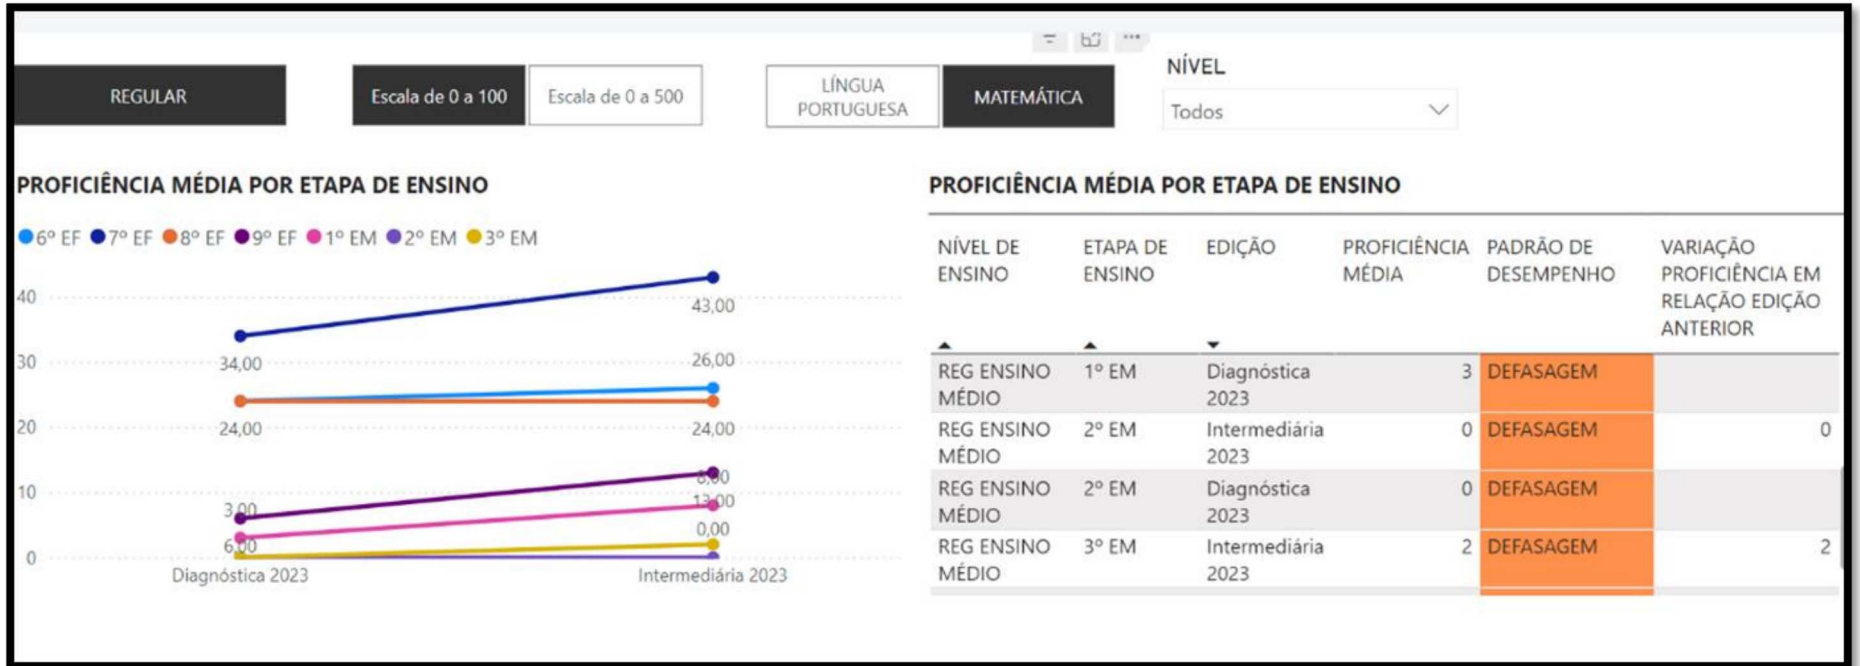 REGULAR
Escala de 0 a 100
Escala de 0 a 500
LÍNGUA
PORTUGUESA
MATEMÁTICA
NÍVEL
Todos
PROFICIÊNCIA MÉDIA POR ETAPA DE ENSINO
6º EF 7º EF 8º EF 9º EF 1º EM 2º EM 3º EM
40
43,00
30
34,00
26,00
20
24,00
24,00
8,00
10
3,00
13,00
0,00
6,00
0
Diagnóstica 2023
Intermediária 2023
PROFICIÊNCIA MÉDIA POR ETAPA DE ENSINO
NÍVEL DE ETAPA DE EDIÇÃO PROFICIÊNCIA PADRÃO DE VARIAÇÃO
ENSINO ENSINO MÉDIA DESEMPENHO PROFICIÊNCIA EM
RELAÇÃO EDIÇÃO
ANTERIOR
REG ENSINO 1º EM Diagnóstica 3 DEFASAGEM
MÉDIO 2023
REG ENSINO 2º EM Intermediária 0 DEFASAGEM 0
MÉDIO 2023
REG ENSINO 2º EM Diagnóstica 0 DEFASAGEM
MÉDIO 2023
REG ENSINO 3º EM Intermediária 2 DEFASAGEM 2
MÉDIO 2023